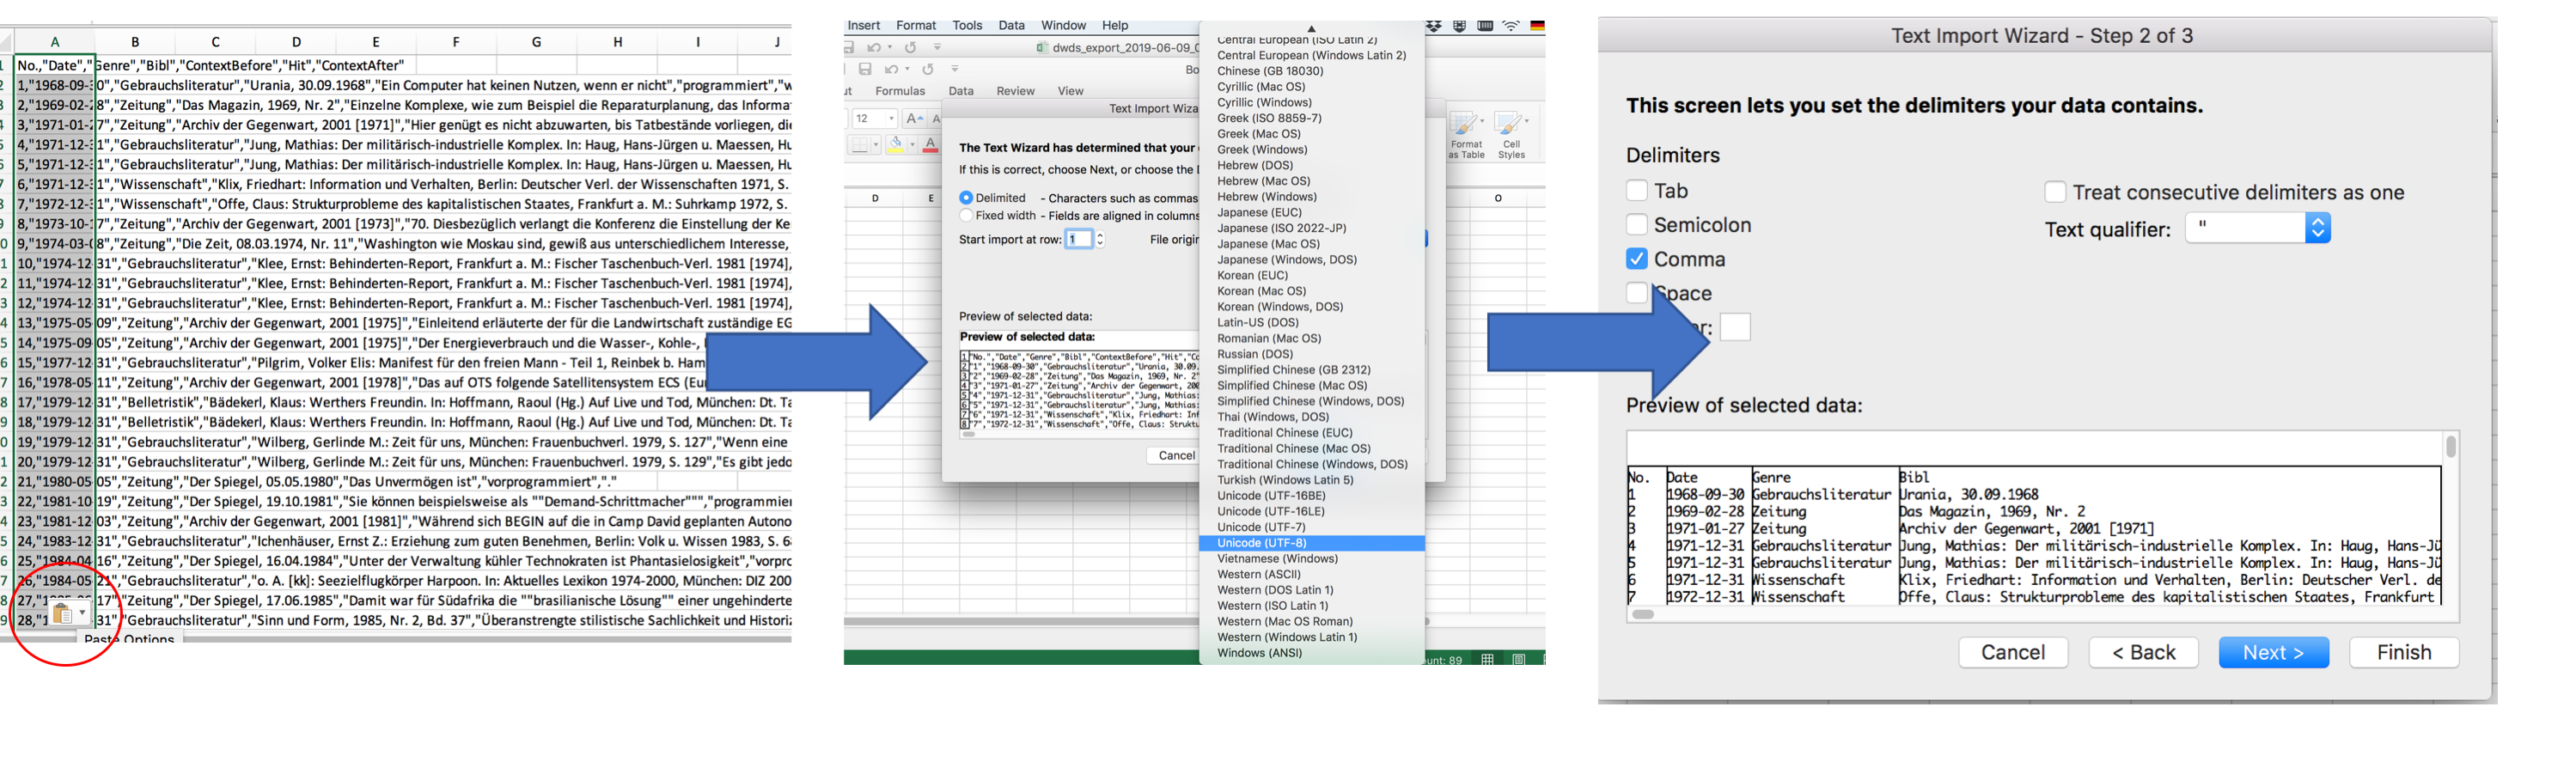 A B C D E F G H I J
No.,"Date","Genre","Bibl","ContextBefore","Hit","ContextAfter"
1,"1968-09-30","Gebrauchsliteratur","Urania, 30.09.1968","Ein Computer hat keinen Nutzen, wenn er nicht","programmiert","w
2,"1969-02-28","Zeitung","Das Magazin, 1969, Nr. 2","Einzelne Komplexe, wie zum Beispiel die Reparaturplanung, das Informa
3,"1971-01-27","Zeitung","Archiv der Gegenwart, 2001 [1971]","Hier genügt es nicht abzuwarten, bis Tatbestände vorliegen, die
4,"1971-12-31","Gebrauchsliteratur","Jung, Mathias: Der militärisch-industrielle Komplex. In: Haug, Hans-Jürgen u. Maessen, Hu
5,"1971-12-31","Gebrauchsliteratur","Jung, Mathias: Der militärisch-industrielle Komplex. In: Haug, Hans-Jürgen u. Maessen, Hu
6,"1971-12-31","Wissenschaft","Klix, Friedhart: Information und Verhalten, Berlin: Deutscher Verl. der Wissenschaften 1971, S.
7,"1972-12-31","Wissenschaft","Offe, Claus: Strukturprobleme des kapitalistischen Staates, Frankfurt a. M.: Suhrkamp 1972, S.
8,"1973-10-17","Zeitung","Archiv der Gegenwart, 2001 [1973]","70. Diesbezüglich verlangt die Konferenz die Einstellung der Ke
9,"1974-03-08","Zeitung","Die Zeit, 08.03.1974, Nr. 11","Washington wie Moskau sind, gewiß aus unterschiedlichem Interesse,
10,"1974-12-31","Gebrauchsliteratur","Klee, Ernst: Behinderten-Report, Frankfurt a. M.: Fischer Taschenbuch-Verl. 1981 [1974],
11,"1974-12-31","Gebrauchsliteratur","Klee, Ernst: Behinderten-Report, Frankfurt a. M.: Fischer Taschenbuch-Verl. 1981 [1974],
12,"1974-12-31","Gebrauchsliteratur","Klee, Ernst: Behinderten-Report, Frankfurt a. M.: Fischer Taschenbuch-Verl. 1981 [1974],
13,"1975-05-09","Zeitung","Archiv der Gegenwart, 2001 [1975]","Einleitend erläuterte der für die Landwirtschaft zuständige EG
14,"1975-09-05","Zeitung","Archiv der Gegenwart, 2001 [1975]","Der Energieverbrauch und die Wasser-, Kohle-,
15,"1977-12-31","Gebrauchsliteratur","Pilgrim, Volker Elis: Manifest für den freien Mann - Teil 1, Reinbek b. Ham
16,"1978-05-11","Zeitung","Archiv der Gegenwart, 2001 [1978]","Das auf OTS folgende Satellitensystem ECS (Eu
17,"1979-12-31","Belletristik","Bädekerl, Klaus: Werthers Freundin. In: Hoffmann, Raoul (Hg.) Auf Live und Tod, München: Dt. Ta
18,"1979-12-31","Belletristik","Bädekerl, Klaus: Werthers Freundin. In: Hoffmann, Raoul (Hg.) Auf Live und Tod, München: Dt. Ta
19,"1979-12-31","Gebrauchsliteratur","Wilberg, Gerlinde M.: Zeit für uns, München: Frauenbuchverl. 1979, S. 127","Wenn eine
20,"1979-12-31","Gebrauchsliteratur","Wilberg, Gerlinde M.: Zeit für uns, München: Frauenbuchverl. 1979, S. 129","Es gibt jedo
21,"1980-05-05","Zeitung","Der Spiegel, 05.05.1980","Das Unvermögen ist","vorprogrammiert","."
22,"1981-10-19","Zeitung","Der Spiegel, 19.10.1981","Sie können beispielsweise als ""Demand-Schrittmacher""","programmier
23,"1981-12-03","Zeitung","Archiv der Gegenwart, 2001 [1981]","Während sich BEGIN auf die in Camp David geplanten Autono
24,"1983-12-31","Gebrauchsliteratur","Ichenhäuser, Ernst Z.: Erziehung zum guten Benehmen, Berlin: Volk u. Wissen 1983, S. 6
25,"1984-04-16","Zeitung","Der Spiegel, 16.04.1984","Unter der Verwaltung kühler Technokraten ist Phantasielosigkeit","vorpro
26,"1984-05-21","Gebrauchsliteratur","o. A. [kk]: Seezielflugkörper Harpoon. In: Aktuelles Lexikon 1974-2000, München: DIZ 200
27, 17","Zeitung","Der Spiegel, 17.06.1985","Damit war für Südafrika die ""brasilianische Lösung"" einer ungehinderte
28,"1 31","Gebrauchsliteratur","Sinn und Form, 1985, Nr. 2, Bd. 37","Überanstrengte stilistische Sachlichkeit und Historiz
Paste Options
Insert Format Tools Data Window Help
dwds_export_2019-06-09_0
Bo
ut Formulas Data Review View
12 A A
Format as Table
Cell Styles
D E O
Text Import Wiza
The Text Wizard has determined that your
If this is correct, choose Next, or choose the
Delimited - Characters such as commas
Fixed width - Fields are aligned in columns
Start import at row: 1 File origin
Preview of selected data:
Preview of selected data:
1 "No.","Date","Genre","Bibl","ContextBefore","Hit","Co
2 "1","1968-09-30","Gebrauchsliteratur","Urania, 30.09.
3 "2","1969-02-28","Zeitung","Das Magazin, 1969, Nr. 2"
4 "3","1971-01-27","Zeitung","Archiv der Gegenwart, 200
5 "4","1971-12-31","Gebrauchsliteratur","Jung, Mathias:
6 "5","1971-12-31","Gebrauchsliteratur","Jung, Mathias:
7 "6","1971-12-31","Wissenschaft","Klix, Friedhart: Inf
8 "7","1972-12-31","Wissenschaft","Offe, Claus: Struktu
Cancel
Central European (ISO Latin 2)
Central European (Windows Latin 2)
Chinese (GB 18030)
Cyrillic (Mac OS)
Cyrillic (Windows)
Greek (ISO 8859-7)
Greek (Mac OS)
Greek (Windows)
Hebrew (DOS)
Hebrew (Mac OS)
Hebrew (Windows)
Japanese (EUC)
Japanese (ISO 2022-JP)
Japanese (Mac OS)
Japanese (Windows, DOS)
Korean (EUC)
Korean (Mac OS)
Korean (Windows, DOS)
Latin-US (DOS)
Romanian (Mac OS)
Russian (DOS)
Simplified Chinese (GB 2312)
Simplified Chinese (Mac OS)
Simplified Chinese (Windows, DOS)
Thai (Windows, DOS)
Traditional Chinese (EUC)
Traditional Chinese (Mac OS)
Traditional Chinese (Windows, DOS)
Turkish (Windows Latin 5)
Unicode (UTF-16BE)
Unicode (UTF-16LE)
Unicode (UTF-7)
Unicode (UTF-8)
Vietnamese (Windows)
Western (ASCII)
Western (DOS Latin 1)
Western (ISO Latin 1)
Western (Mac OS Roman)
Western (Windows Latin 1)
Windows (ANSI)
unt: 89
Text Import Wizard - Step 2 of 3
This screen lets you set the delimiters your data contains.
Delimiters
Tab
Semicolon
Comma
Space
r:
Treat consecutive delimiters as one
Text qualifier: "
Preview of selected data:
No. Date Genre Bibl
1 1968-09-30 Gebrauchsliteratur Urania, 30.09.1968
2 1969-02-28 Zeitung Das Magazin, 1969, Nr. 2
3 1971-01-27 Zeitung Archiv der Gegenwart, 2001 [1971]
4 1971-12-31 Gebrauchsliteratur Jung, Mathias: Der militärisch-industrielle Komplex. In: Haug, Hans-Jü
5 1971-12-31 Gebrauchsliteratur Jung, Mathias: Der militärisch-industrielle Komplex. In: Haug, Hans-Jü
6 1971-12-31 Wissenschaft Klix, Friedhart: Information und Verhalten, Berlin: Deutscher Verl. de
7 1972-12-31 Wissenschaft Offe, Claus: Strukturprobleme des kapitalistischen Staates, Frankfurt
Cancel < Back Next > Finish